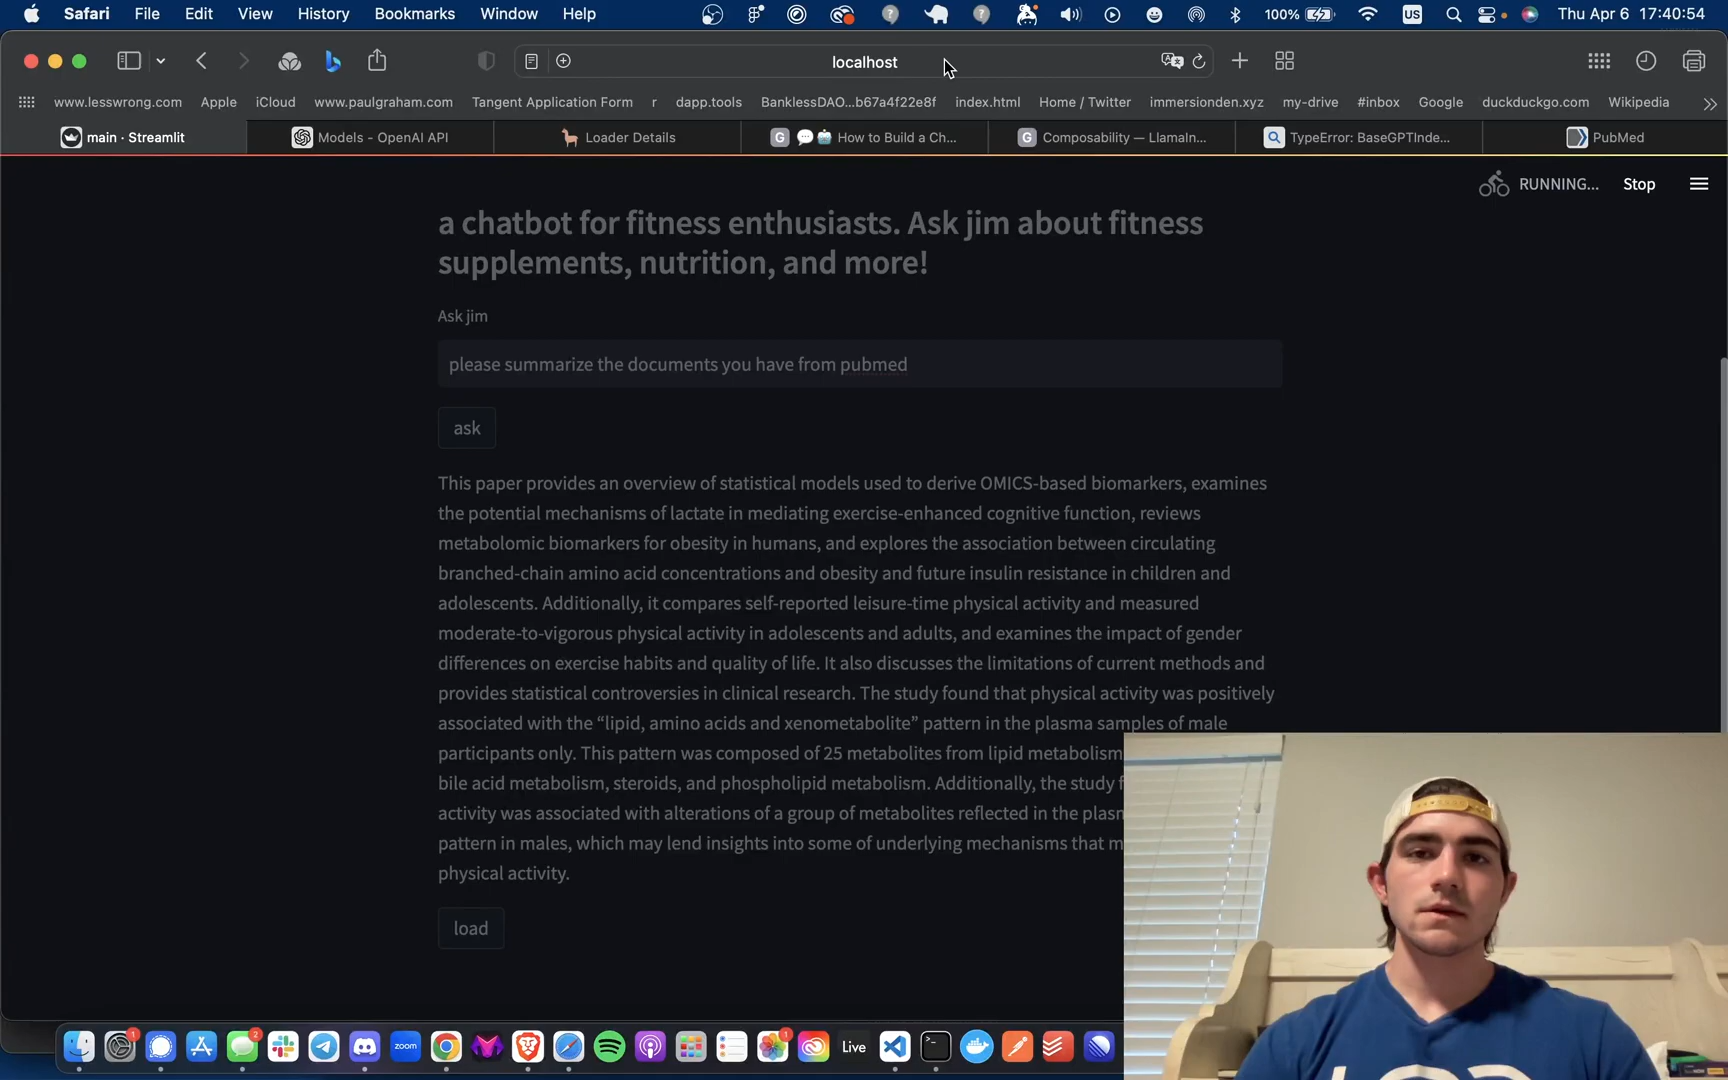 Safari File Edit View History Bookmarks Window Help 100% US Thu Apr 6 17:40:54
localhost
www.lesswrong.com Apple iCloud www.paulgraham.com Tangent Application Form r dapp.tools BanklessDAO...b67a4f22e8f index.html Home / Twitter immersionden.xyz my-drive #inbox Google duckduckgo.com Wikipedia
main · Streamlit Models - OpenAI API Loader Details How to Build a Ch... Composability — LlamaIn... TypeError: BaseGPTInde... PubMed
RUNNING... Stop
a chatbot for fitness enthusiasts. Ask jim about fitness
supplements, nutrition, and more!
Ask jim
please summarize the documents you have from pubmed
ask
This paper provides an overview of statistical models used to derive OMICS-based biomarkers, examines
the potential mechanisms of lactate in mediating exercise-enhanced cognitive function, reviews
metabolomic biomarkers for obesity in humans, and explores the association between circulating
branched-chain amino acid concentrations and obesity and future insulin resistance in children and
adolescents. Additionally, it compares self-reported leisure-time physical activity and measured
moderate-to-vigorous physical activity in adolescents and adults, and examines the impact of gender
differences on exercise habits and quality of life. It also discusses the limitations of current methods and
provides statistical controversies in clinical research. The study found that physical activity was positively
associated with the “lipid, amino acids and xenometabolite” pattern in the plasma samples of male
participants only. This pattern was composed of 25 metabolites from lipid metabolism
bile acid metabolism, steroids, and phospholipid metabolism. Additionally, the study f
activity was associated with alterations of a group of metabolites reflected in the plasm
pattern in males, which may lend insights into some of underlying mechanisms that m
physical activity.
load
1 2 zoom 1 Live